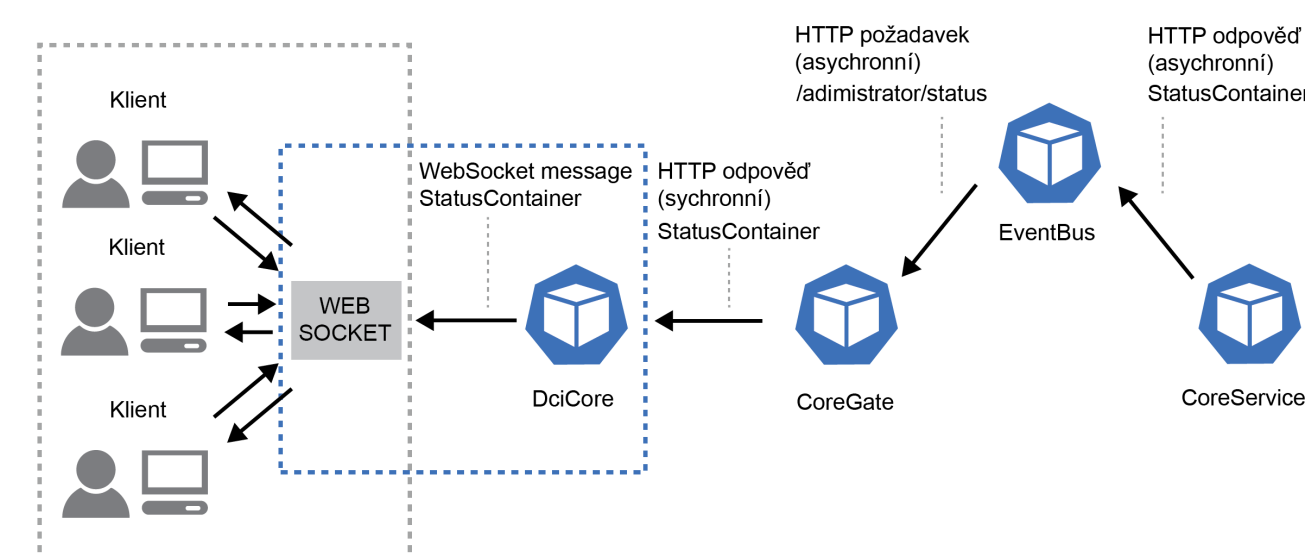 HTTP požadavek
(asychronní)
/adimistrator/status
HTTP odpověď
(asychronní)
StatusContainer
Klient
WebSocket message
StatusContainer
HTTP odpověď
(sychronní)
StatusContainer
EventBus
Klient
WEB
SOCKET
DciCore
CoreGate
CoreService
Klient